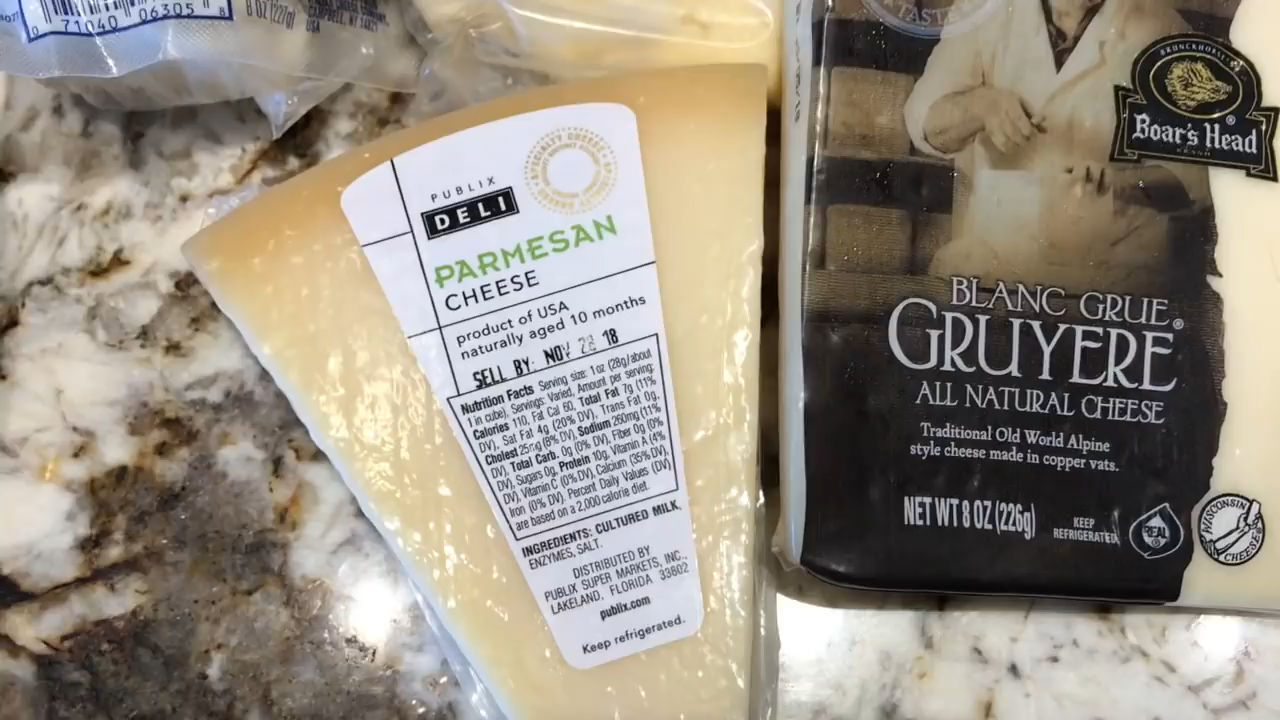 71040 06305 8
8 OZ (227g)
USA
PUBLIX
DELI
PARMESAN
CHEESE
product of USA
naturally aged 10 months
SELL BY: NOV 18
Nutrition Facts Serving size: 1 oz (28g/about
1 in cube), Servings: Varied, Amount per serving:
Calories 110, Fat Cal 60, Total Fat 7g (11%
DV), Sat Fat 4g (20% DV), Trans Fat 0g,
Cholest 25mg (8% DV), Sodium 260mg (11%
DV), Total Carb. 0g (0% DV), Fiber 0g (0%
DV), Sugars 0g, Protein 10g, Vitamin A (4%
DV), Vitamin C (0% DV), Calcium (35% DV),
Iron (0% DV). Percent Daily Values (DV)
are based on a 2,000 calorie diet.
INGREDIENTS: CULTURED MILK,
ENZYMES, SALT.
DISTRIBUTED BY
PUBLIX SUPER MARKETS, INC.,
LAKELAND, FLORIDA 33802
publix.com
Keep refrigerated.
BRUNCKHORST'S
Boar's Head
BRAND
BLANC GRUE®
GRUYERE
ALL NATURAL CHEESE
Traditional Old World Alpine
style cheese made in copper vats.
NET WT 8 OZ (226g)
KEEP
REFRIGERATED
REAL
WISCONSIN
CHEESE